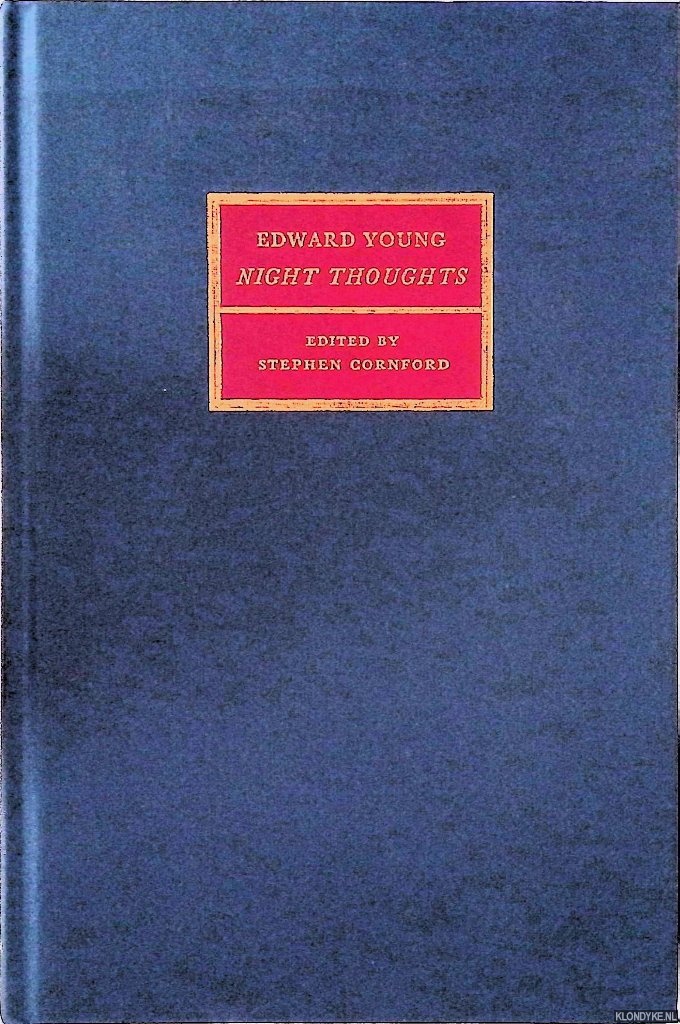 EDWARD YOUNG
NIGHT THOUGHTS
EDITED BY
STEPHEN CORNFORD
KLONDYKE.NL